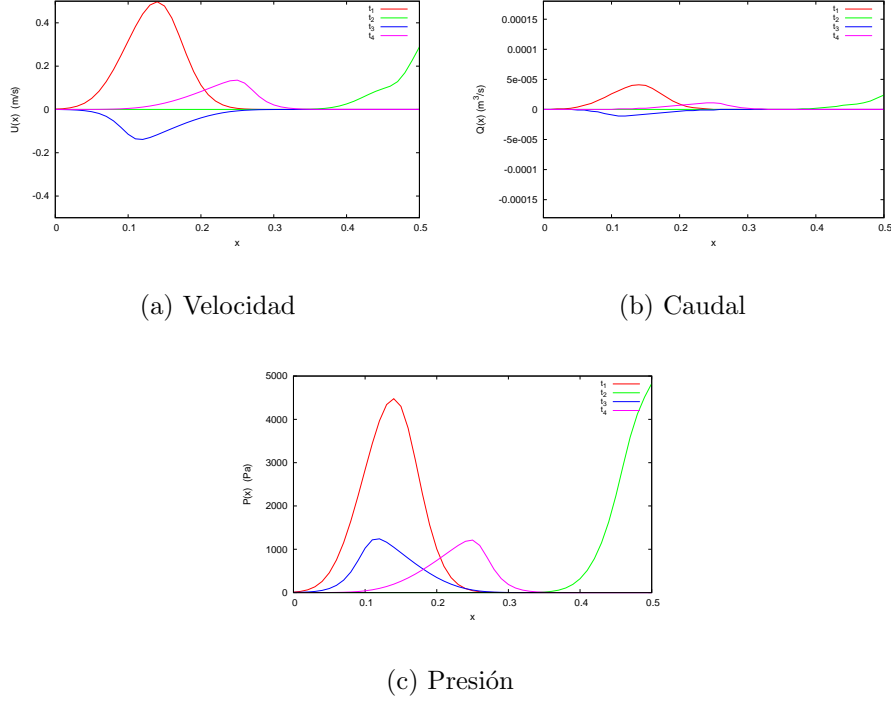 0.4
0.2
0
-0.2
-0.4
0
0.1
0.2
0.3
0.4
0.5
U(x) (m/s)
x
t1
t2
t3
t4
(a) Velocidad
0.00015
0.0001
5e-005
0
-5e-005
-0.0001
-0.00015
0
0.1
0.2
0.3
0.4
0.5
Q(x) (m³/s)
x
t1
t2
t3
t4
(b) Caudal
5000
4000
3000
2000
1000
0
0
0.1
0.2
0.3
0.4
0.5
P(x) (Pa)
x
t1
t2
t3
t4
(c) Presión